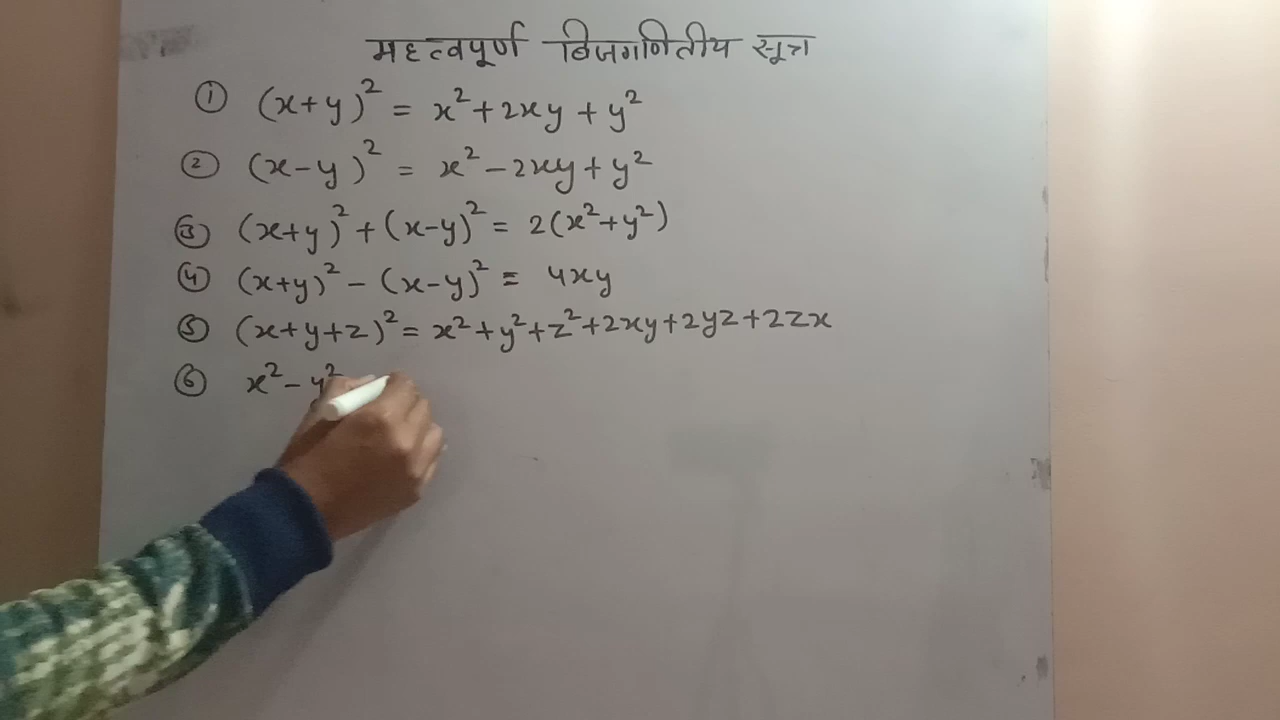 महत्वपूर्ण बिजगणितीय सूत्र
① (x+y)² = x²+2xy+y²
② (x-y)² = x²-2xy+y²
③ (x+y)²+(x-y)² = 2(x²+y²)
④ (x+y)²-(x-y)² = 4xy
⑤ (x+y+z)² = x²+y²+z²+2xy+2yz+2zx
⑥ x²-y²